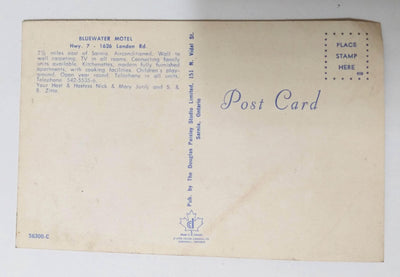 BLUEWATER MOTEL
Hwy. 7 - 1636 London Rd.
2½ miles east of Sarnia. Airconditioned. Wall to
wall carpeting. TV in all rooms. Connecting family
units available. Kitchenettes, modern fully furnished
apartments, with cooking facilities. Children's play-
ground. Open year round. Telephone in all units.
Telephone 542-5535-6.
Your Host & Hostess Nick & Mary Jurily and S. &
R. Zima.
PLACE
STAMP
HERE
Post Card
Pub. by The Douglas Paisley Studio Limited, 151 N. Vidal St.
Sarnia, Ontario
56308-C